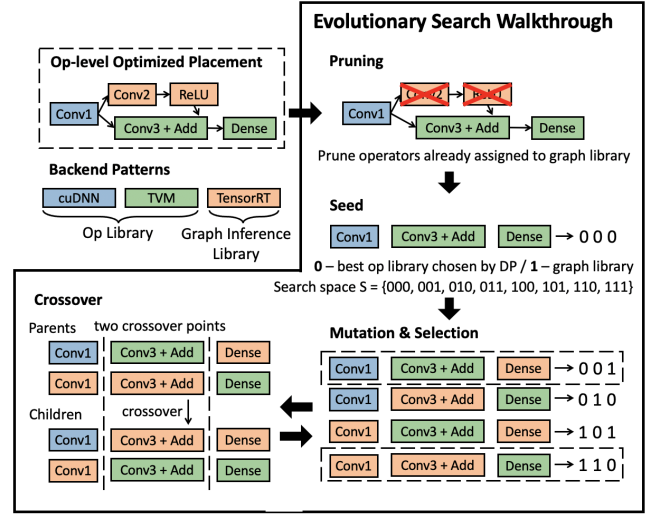 Evolutionary Search Walkthrough
Op-level Optimized Placement
Conv1
Conv2
ReLU
Conv3 + Add
Dense
Backend Patterns
cuDNN
TVM
TensorRT
Op Library
Graph Inference
Library
Pruning
Conv1
Conv2
ReLU
Conv3 + Add
Dense
Prune operators already assigned to graph library
Seed
Conv1 Conv3 + Add Dense 0 0 0
0 – best op library chosen by DP / 1 – graph library
Search space S = {000, 001, 010, 011, 100, 101, 110, 111}
Mutation & Selection
Conv1 Conv3 + Add Dense 0 0 1
Conv1 Conv3 + Add Dense 0 1 0
Conv1 Conv3 + Add Dense 1 0 1
Conv1 Conv3 + Add Dense 1 1 0
Crossover
Parents two crossover points
Conv1 Conv3 + Add Dense
Conv1 Conv3 + Add Dense
Children crossover
Conv1 Conv3 + Add Dense
Conv1 Conv3 + Add Dense